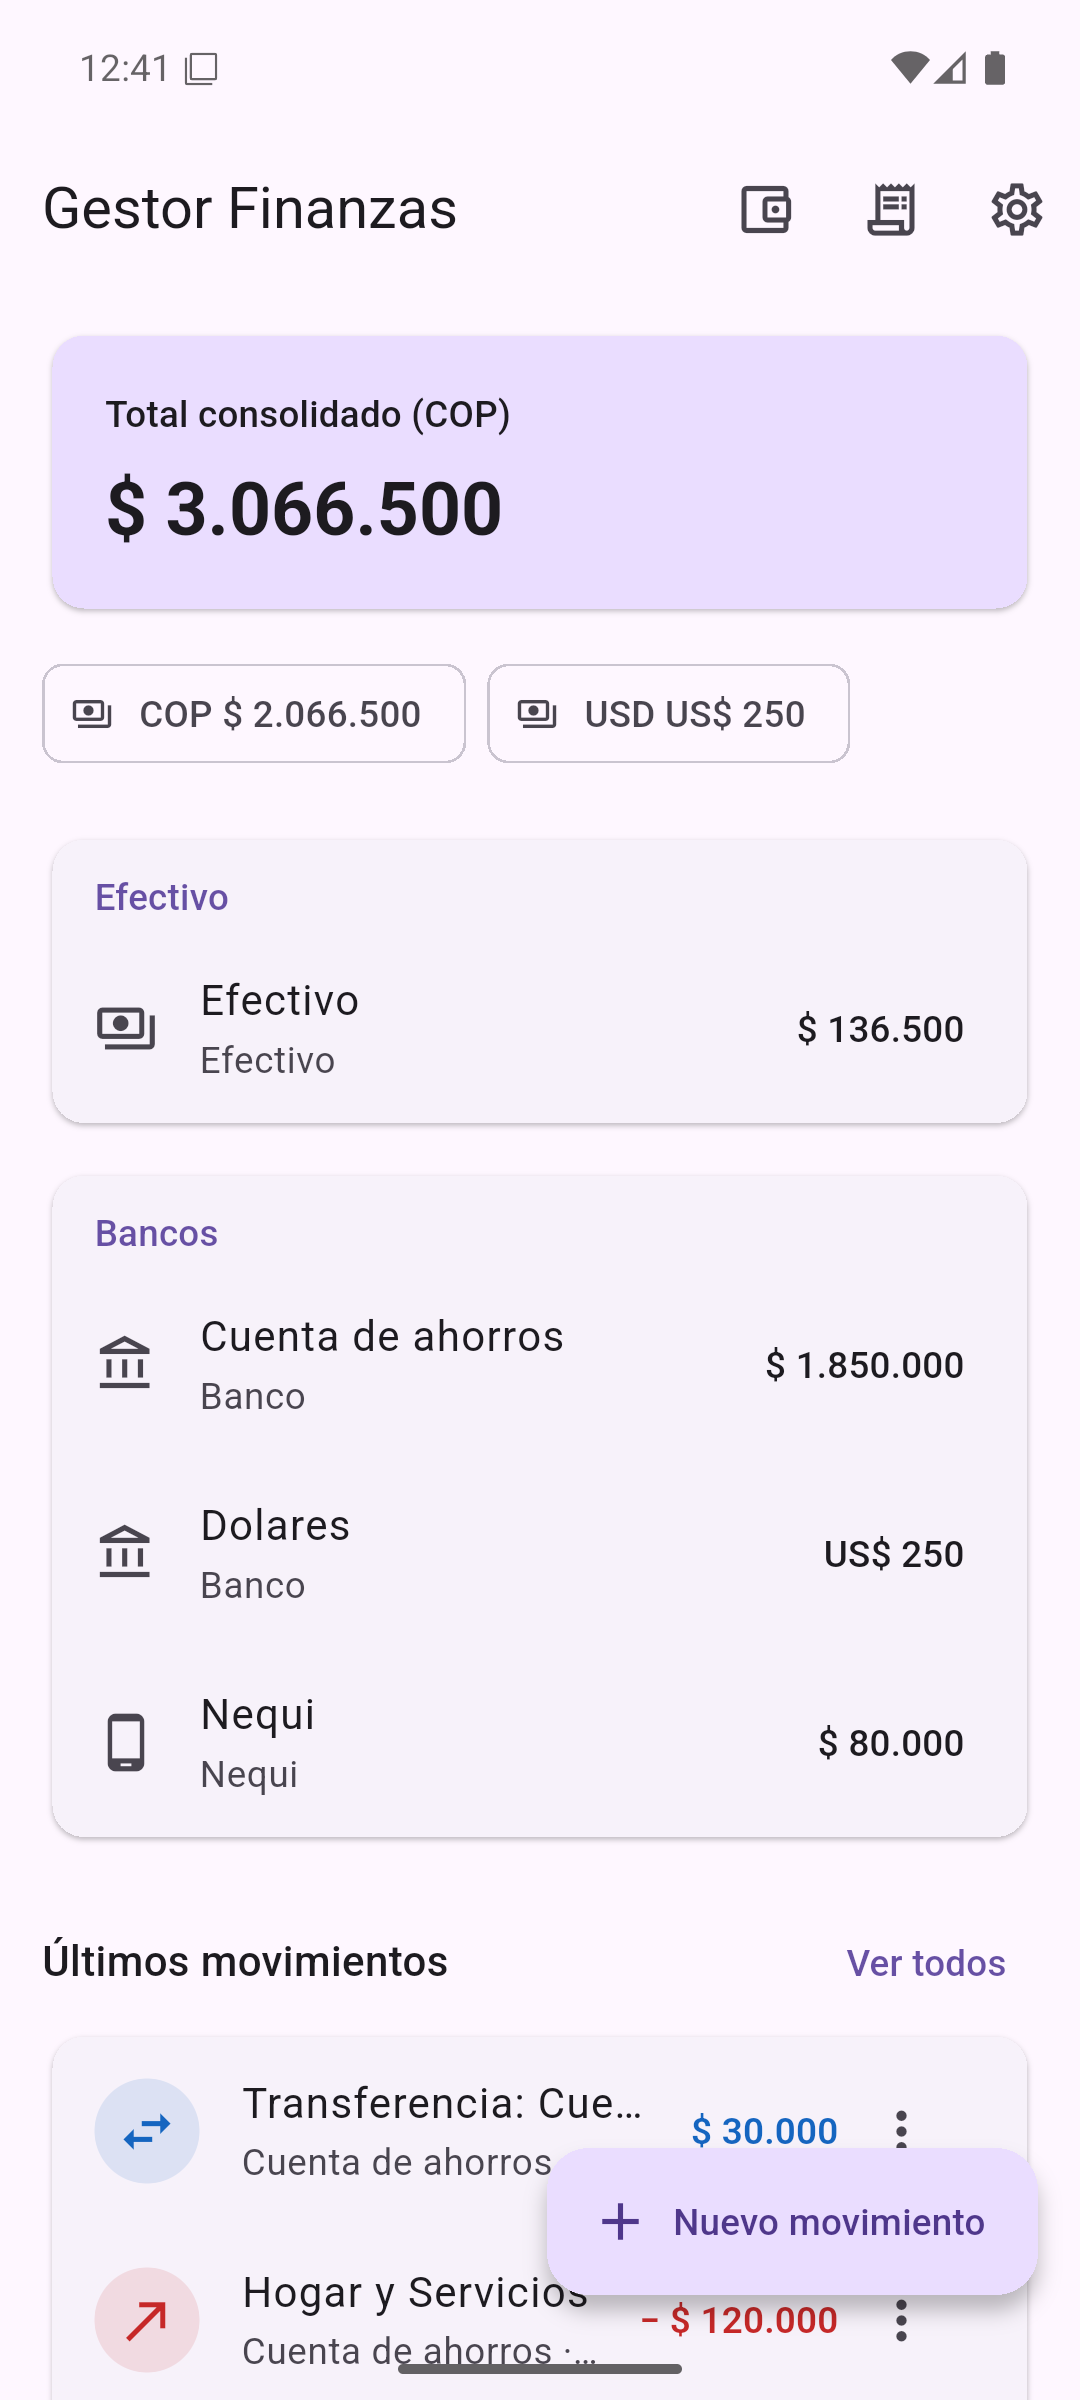 12:41
Gestor Finanzas
Total consolidado (COP)
$ 3.066.500
COP $ 2.066.500
USD US$ 250
Efectivo
Efectivo
$ 136.500
Efectivo
Bancos
Cuenta de ahorros
$ 1.850.000
Banco
Dolares
US$ 250
Banco
Nequi
$ 80.000
Nequi
Últimos movimientos
Ver todos
Transferencia: Cue...
$ 30.000
Cuenta de ahorros
Nuevo movimiento
Hogar y Servicios
− $ 120.000
Cuenta de ahorros ·...